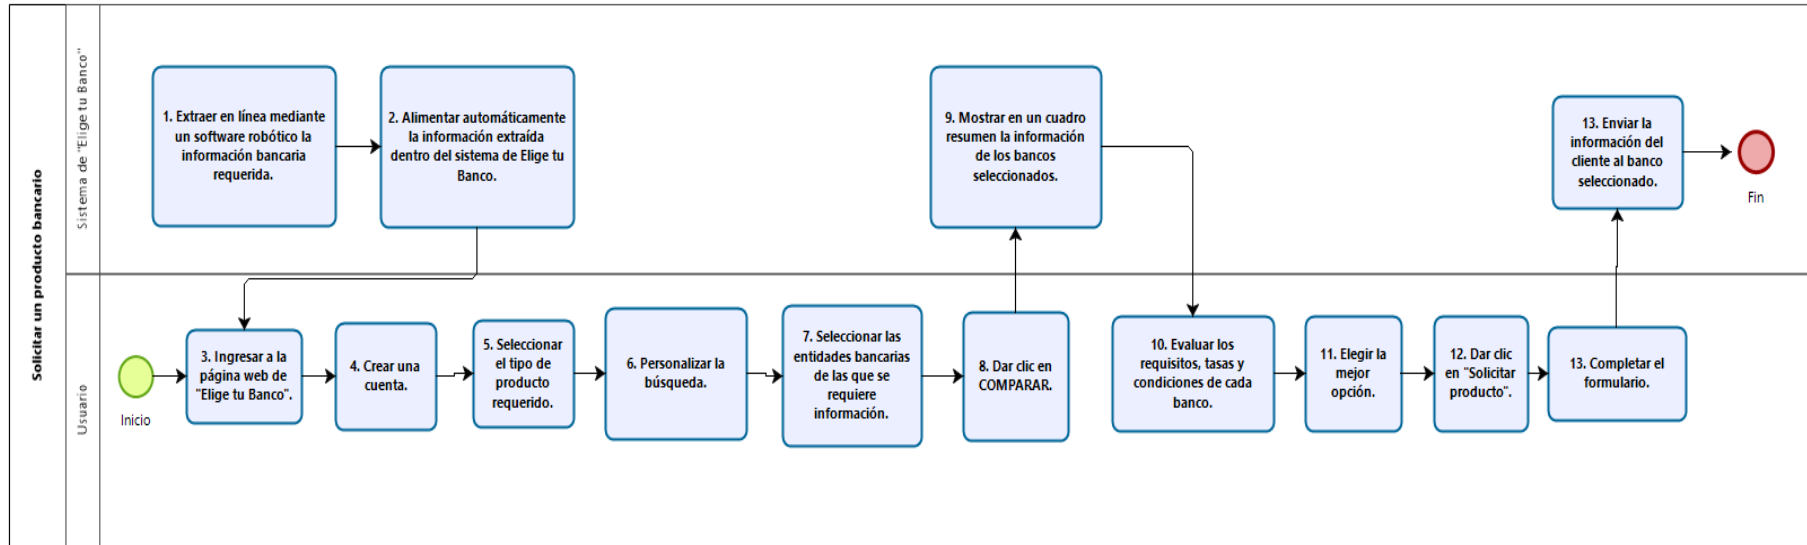 Solicitar un producto bancario
Sistema de "Elige tu Banco"
1. Extraer en línea mediante
un software robótico la
información bancaria
requerida.
2. Alimentar automáticamente
la información extraída
dentro del sistema de Elige tu
Banco.
9. Mostrar en un cuadro
resumen la información
de los bancos
seleccionados.
13. Enviar la
información del
cliente al banco
seleccionado.
Fin
Usuario
Inicio
3. Ingresar a la
página web de
"Elige tu Banco".
4. Crear una
cuenta.
5. Seleccionar
el tipo de
producto
requerido.
6. Personalizar la
búsqueda.
7. Seleccionar las
entidades bancarias
de las que se
requiere
información.
8. Dar clic en
COMPARAR.
10. Evaluar los
requisitos, tasas y
condiciones de cada
banco.
11. Elegir la
mejor
opción.
12. Dar clic
en "Solicitar
producto".
13. Completar el
formulario.